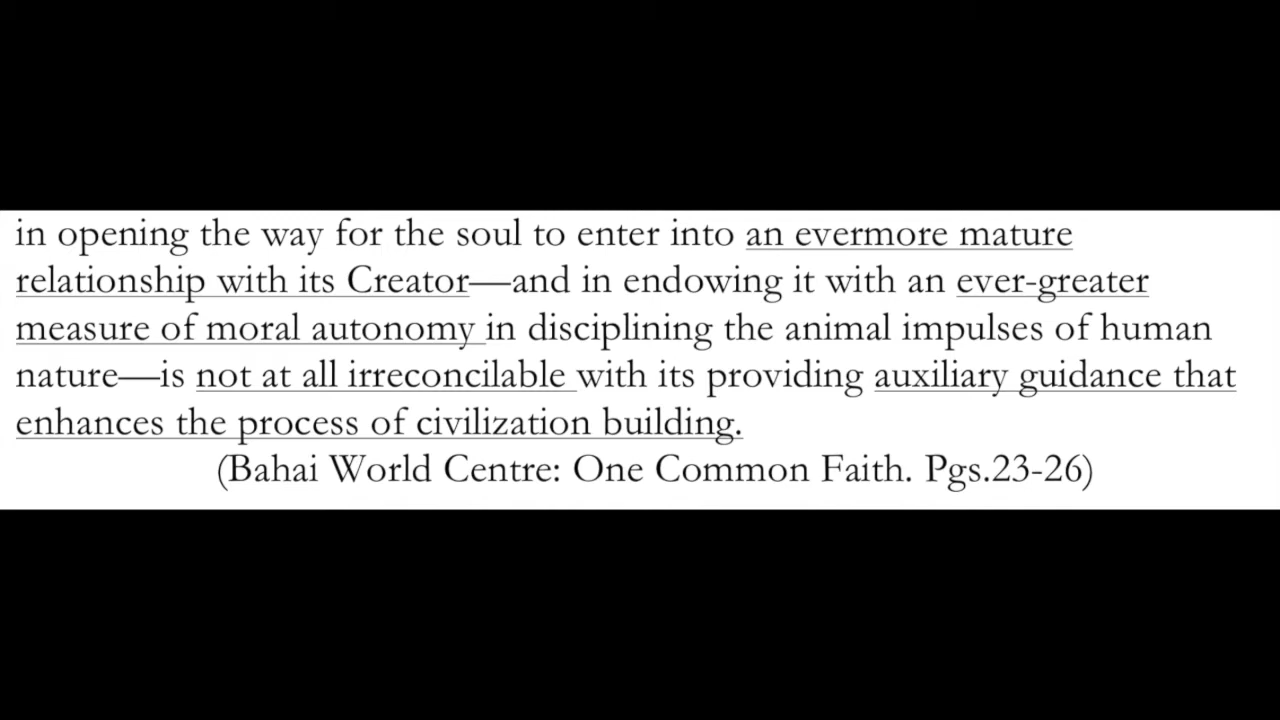 in opening the way for the soul to enter into an evermore mature
relationship with its Creator—and in endowing it with an ever-greater
measure of moral autonomy in disciplining the animal impulses of human
nature—is not at all irreconcilable with its providing auxiliary guidance that
enhances the process of civilization building.
(Bahai World Centre: One Common Faith. Pgs.23-26)